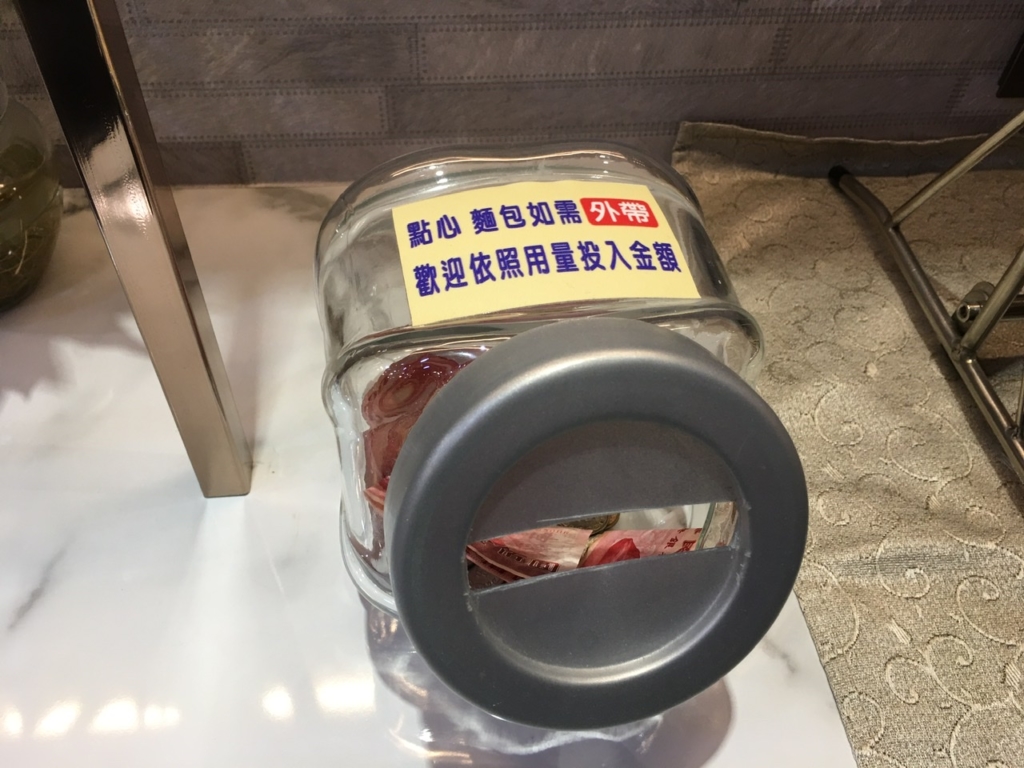 點心 麵包如需外帶
歡迎依照用量投入金額